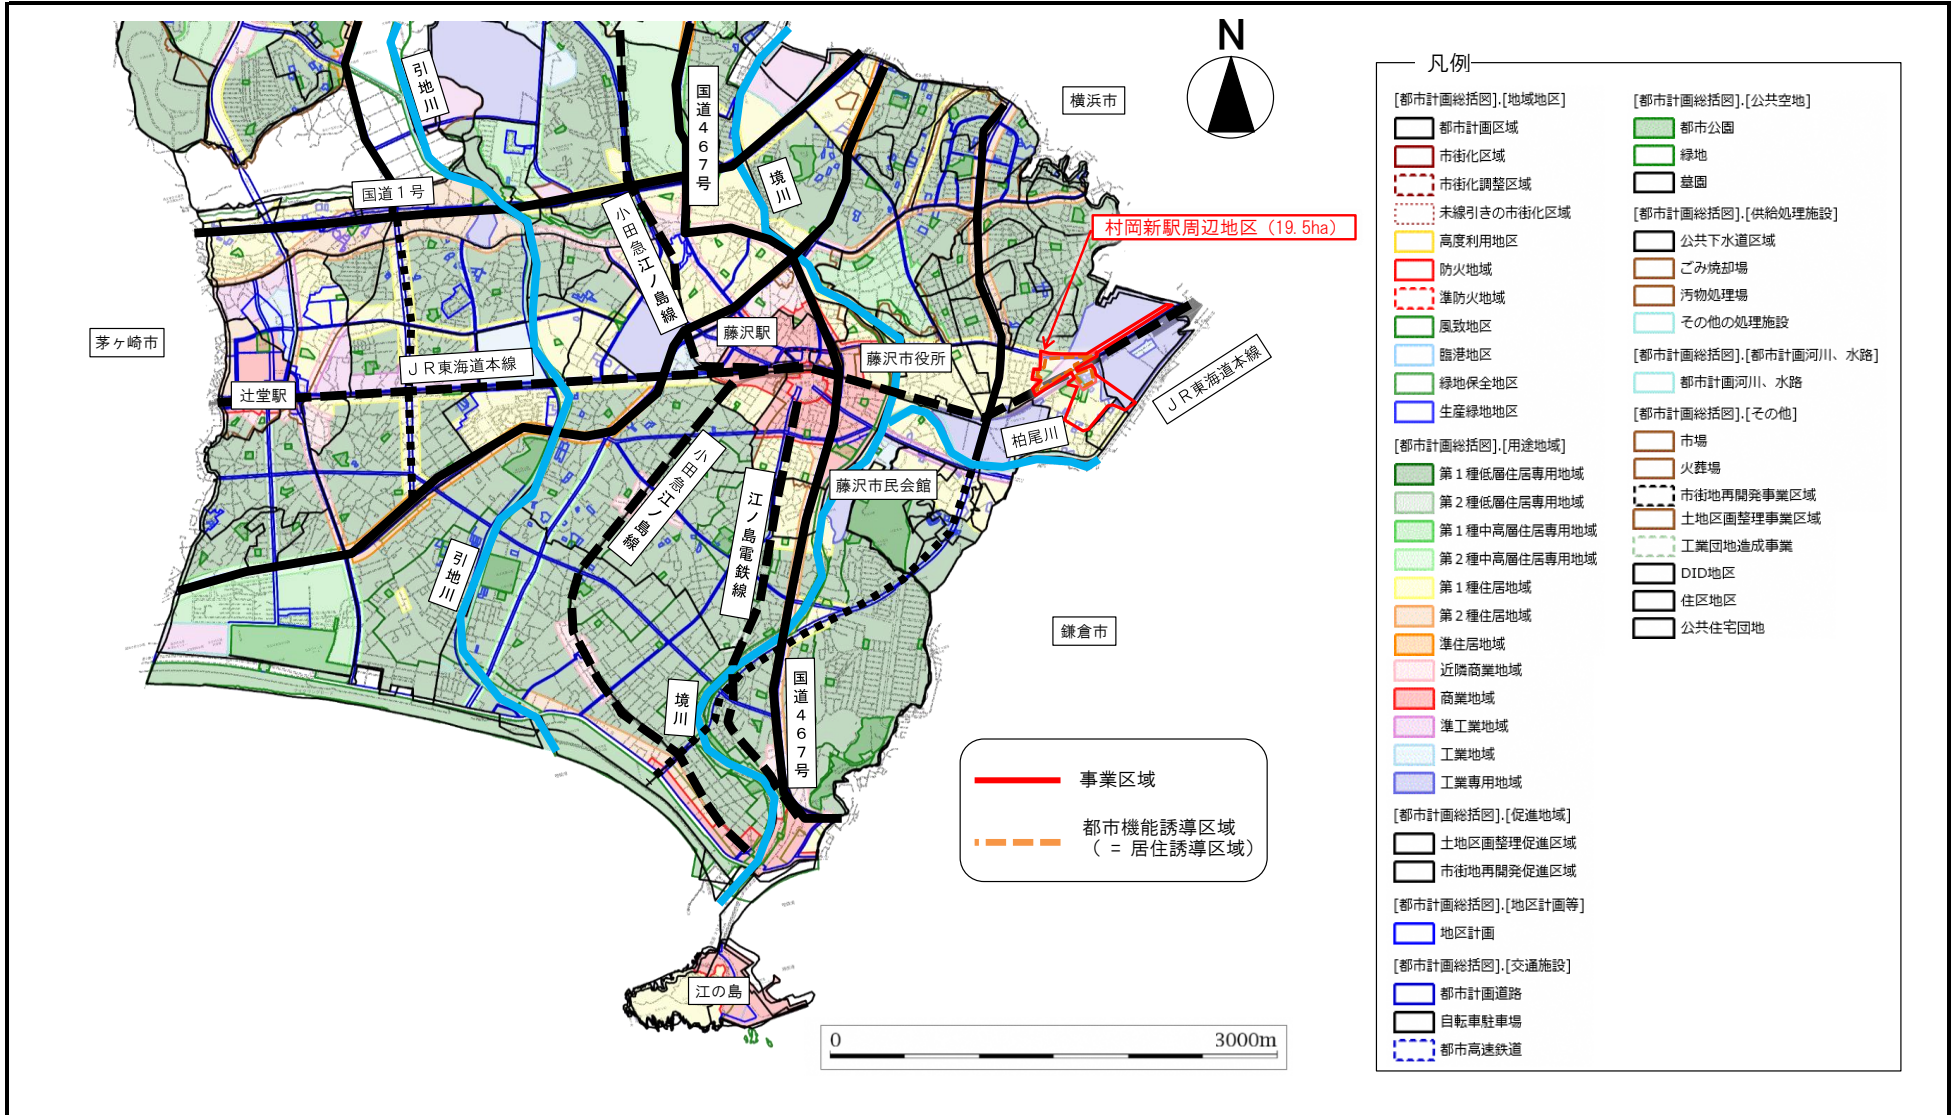 N
横浜市
引地川
国道467号
境川
国道1号
小田急江ノ島線
村岡新駅周辺地区（19.5ha）
茅ヶ崎市
藤沢駅
藤沢市役所
JR東海道本線
辻堂駅
JR東海道本線
柏尾川
小田急江ノ島線
江ノ島電鉄線
藤沢市民会館
引地川
鎌倉市
境川
国道467号
江の島
事業区域
都市機能誘導区域
（ = 居住誘導区域）
0 3000m
凡例
[都市計画総括図].[地域地区]
都市計画区域
市街化区域
市街化調整区域
未線引きの市街化区域
高度利用地区
防火地域
準防火地域
風致地区
臨港地区
緑地保全地区
生産緑地地区
[都市計画総括図].[用途地域]
第1種低層住居専用地域
第2種低層住居専用地域
第1種中高層住居専用地域
第2種中高層住居専用地域
第1種住居地域
第2種住居地域
準住居地域
近隣商業地域
商業地域
準工業地域
工業地域
工業専用地域
[都市計画総括図].[促進地域]
土地区画整理促進区域
市街地再開発促進区域
[都市計画総括図].[地区計画等]
地区計画
[都市計画総括図].[交通施設]
都市計画道路
自転車駐車場
都市高速鉄道
[都市計画総括図].[公共空地]
都市公園
緑地
墓園
[都市計画総括図].[供給処理施設]
公共下水道区域
ごみ焼却場
汚物処理場
その他の処理施設
[都市計画総括図].[都市計画河川、水路]
都市計画河川、水路
[都市計画総括図].[その他]
市場
火葬場
市街地再開発事業区域
土地区画整理事業区域
工業団地造成事業
DID地区
住区地区
公共住宅団地